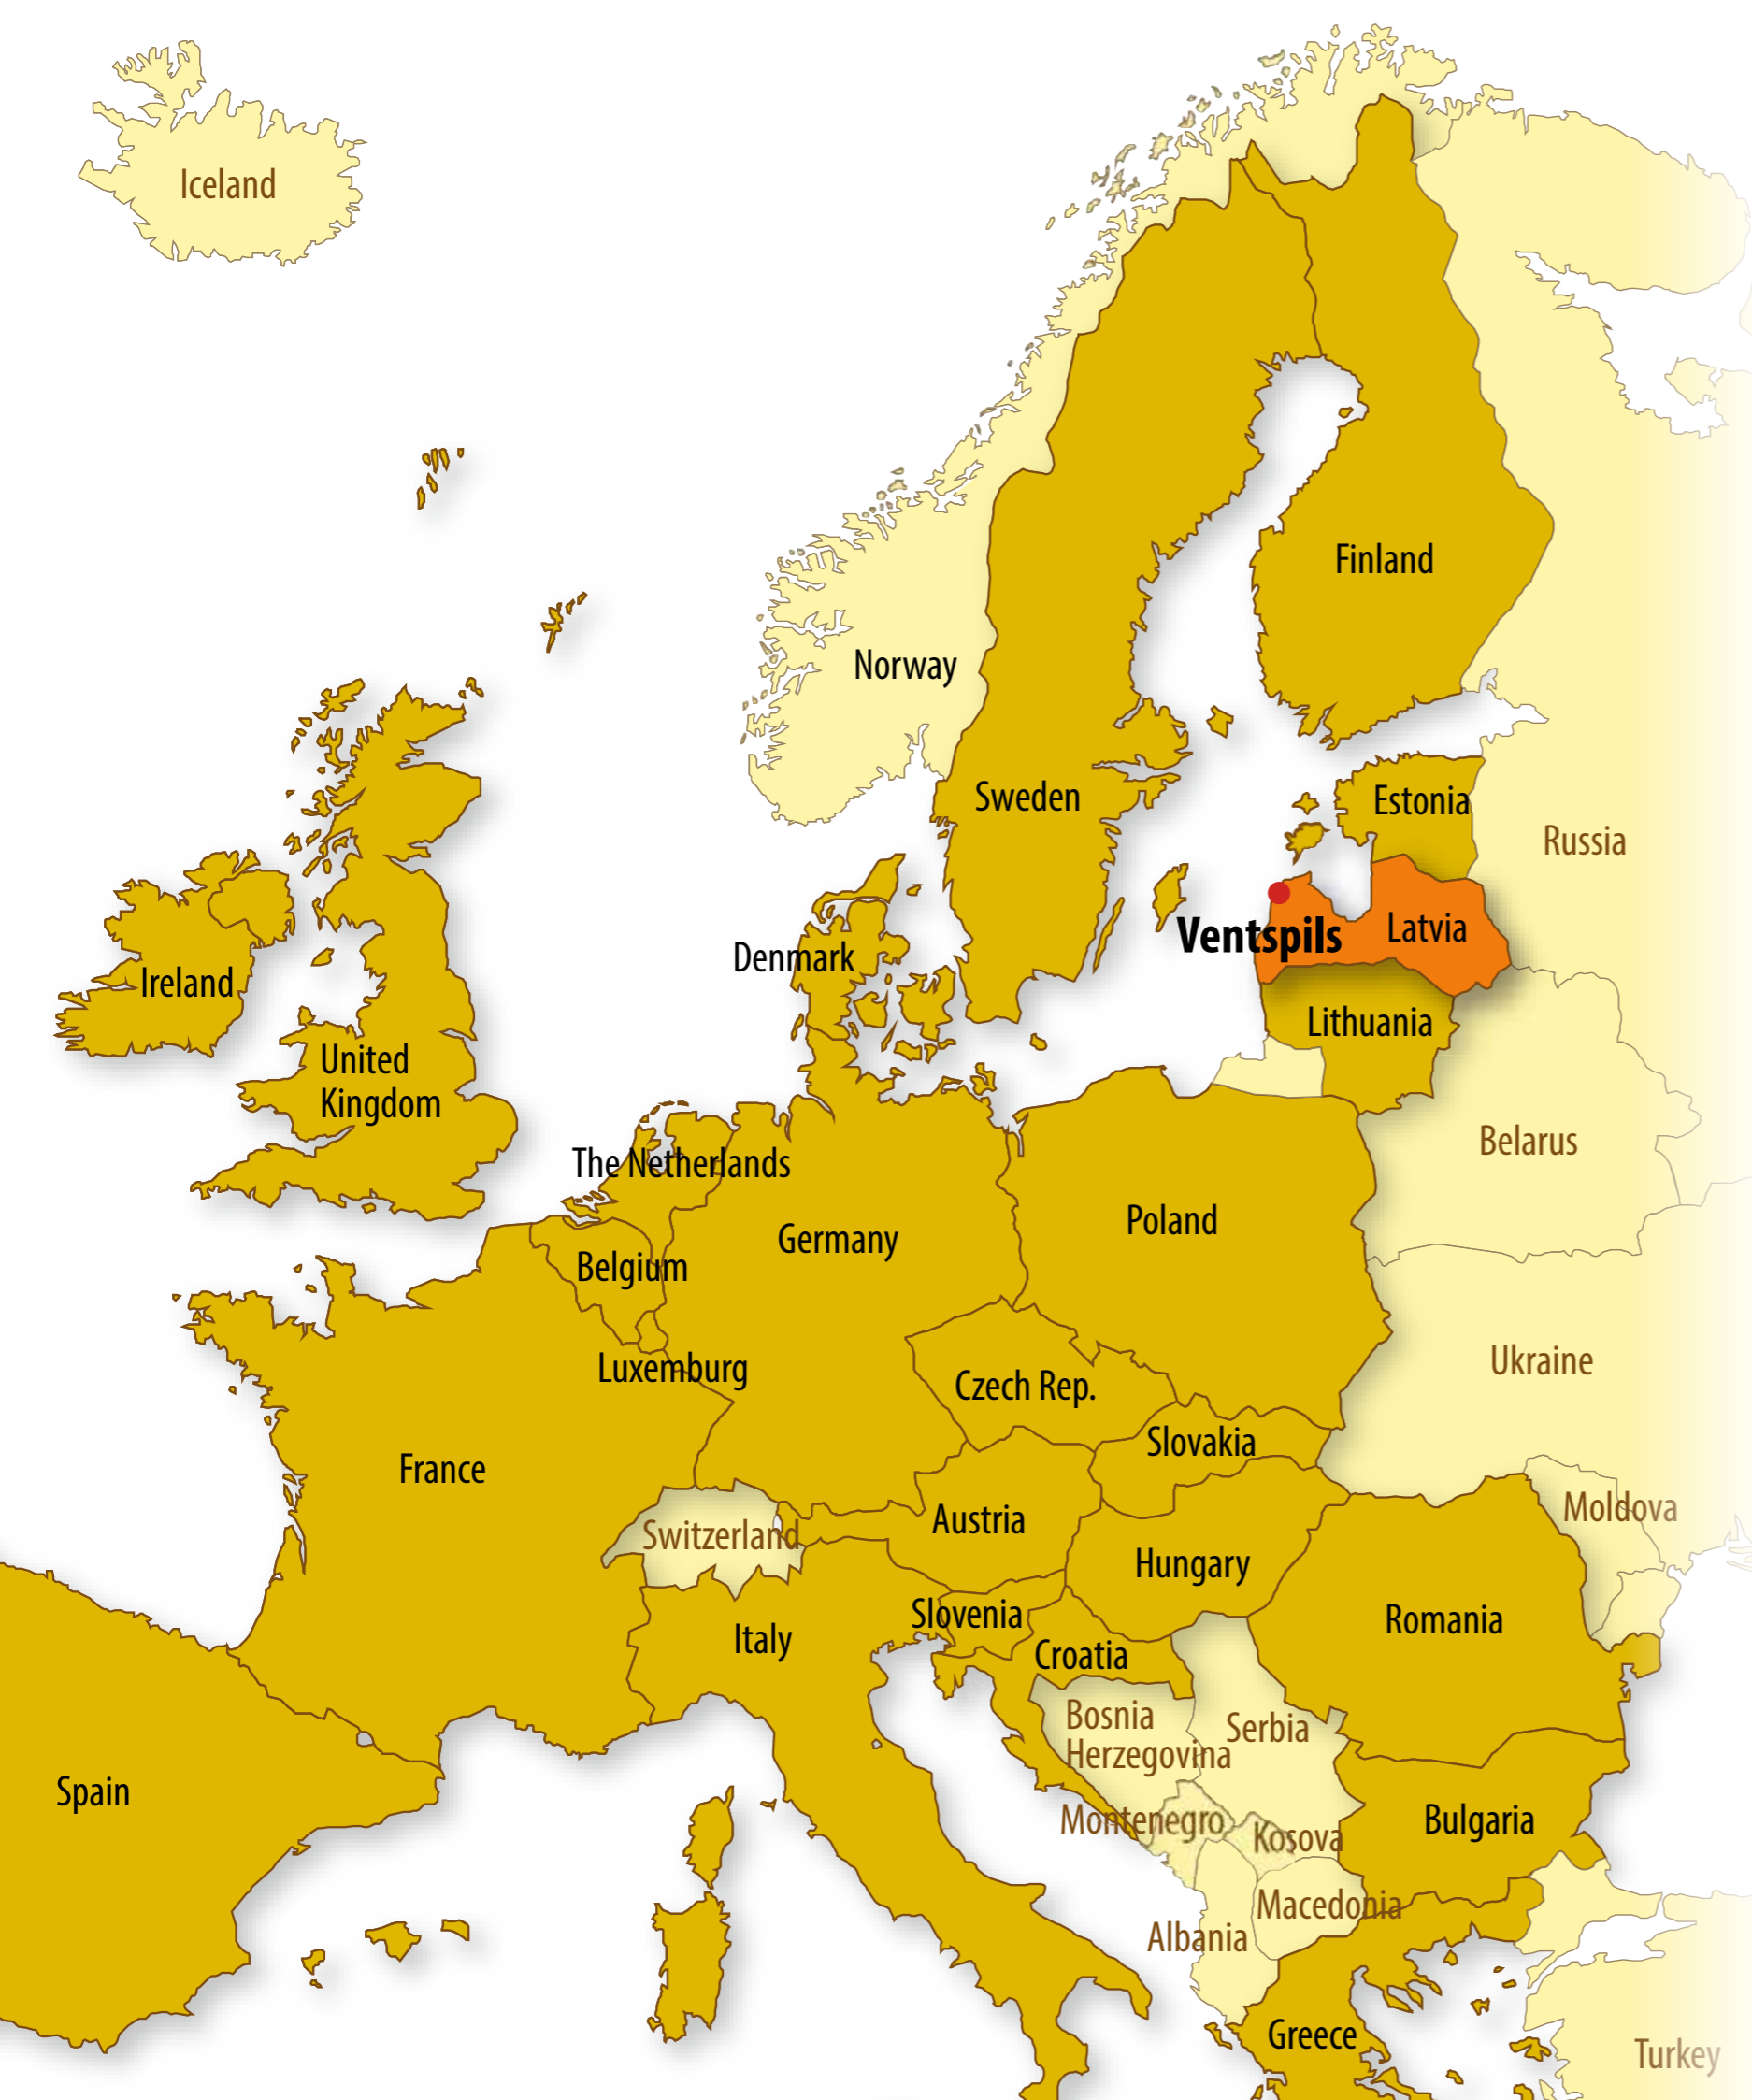 Iceland
Finland
Norway
Sweden
Estonia
Russia
Latvia
Ventspils
Denmark
Ireland
Lithuania
United
Kingdom
Belarus
The Netherlands
Poland
Germany
Belgium
Ukraine
Luxemburg
Czech Rep.
Slovakia
France
Moldova
Austria
Switzerland
Hungary
Slovenia
Romania
Italy
Croatia
Bosnia
Herzegovina
Serbia
Spain
Montenegro
Bulgaria
Kosova
Macedonia
Albania
Greece
Turkey